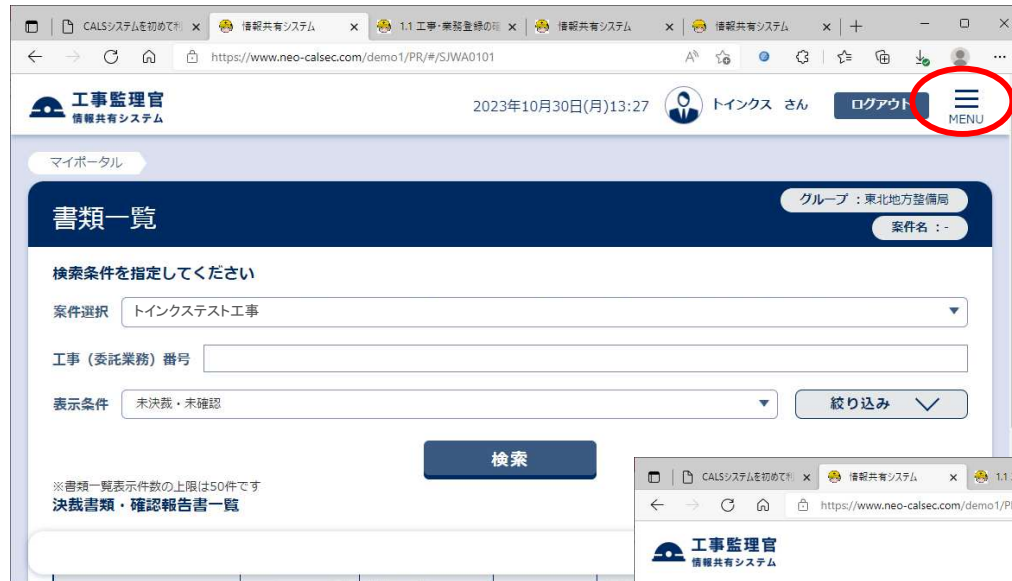 CALSシステムを初めて利
情報共有システム
1.1 工事・業務登録の
情報共有システム
情報共有システム
https://www.neo-calsec.com/demo1/PR/#/SJWA0101
工事監理官
情報共有システム
2023年10月30日(月)13:27
トインクス さん
ログアウト
MENU
マイポータル
書類一覧
グループ :東北地方整備局
案件名 :-
検索条件を指定してください
案件選択 トインクステスト工事
工事（委託業務）番号
表示条件 未決裁・未確認
絞り込み
検索
※書類一覧表示件数の上限は50件です
決裁書類・確認報告書一覧
CALSシステムを初めて利
情報共有システム
1.1
https://www.neo-calsec.com/demo1/P
工事監理官
情報共有システム